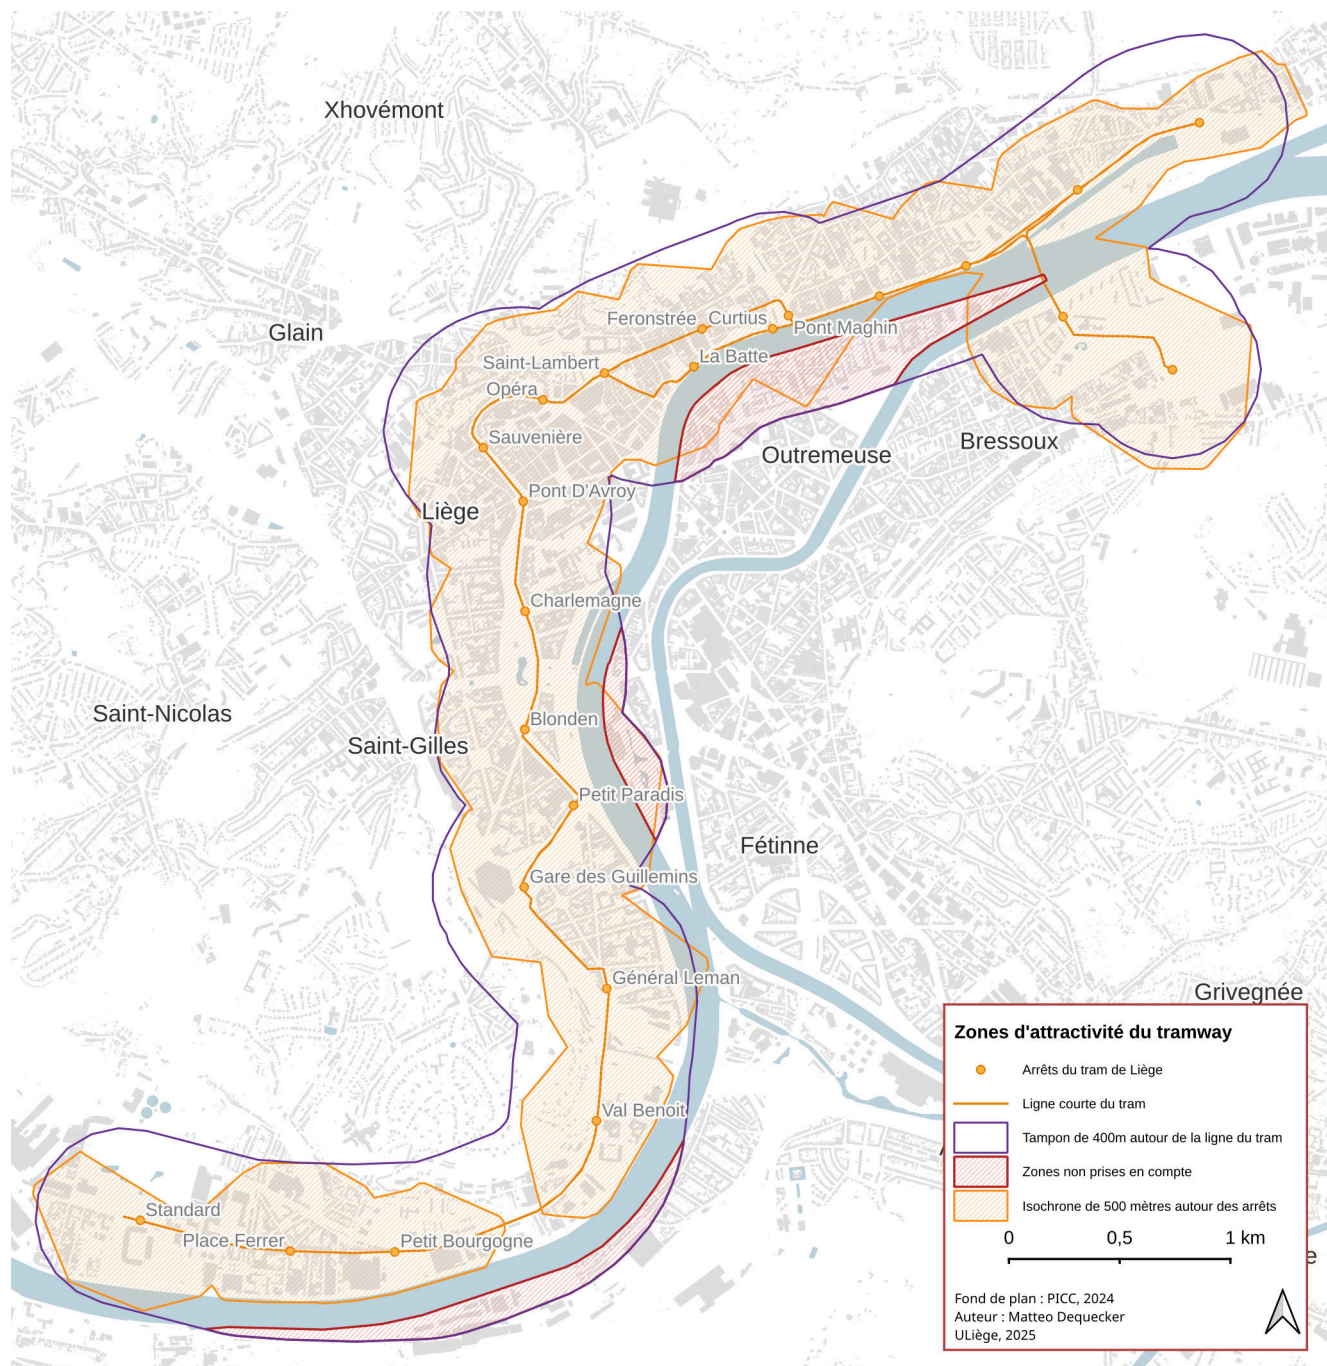 Xhovémont
Glain
Feronstrée
Curtius
Pont Maghin
Saint-Lambert
La Batte
Opéra
Sauvenière
Outremeuse
Bressoux
Pont D'Avroy
Liège
Charlemagne
Saint-Nicolas
Blonden
Saint-Gilles
Petit Paradis
Fétinne
Gare des Guillemins
Général Leman
Grivegnée
Val Benoit
Standard
Place Ferrer
Petit Bourgogne
Zones d'attractivité du tramway
Arrêts du tram de Liège
Ligne courte du tram
Tampon de 400m autour de la ligne du tram
Zones non prises en compte
Isochrone de 500 mètres autour des arrêts
0 0,5 1 km
Fond de plan : PICC, 2024
Auteur : Matteo Dequecker
ULiège, 2025